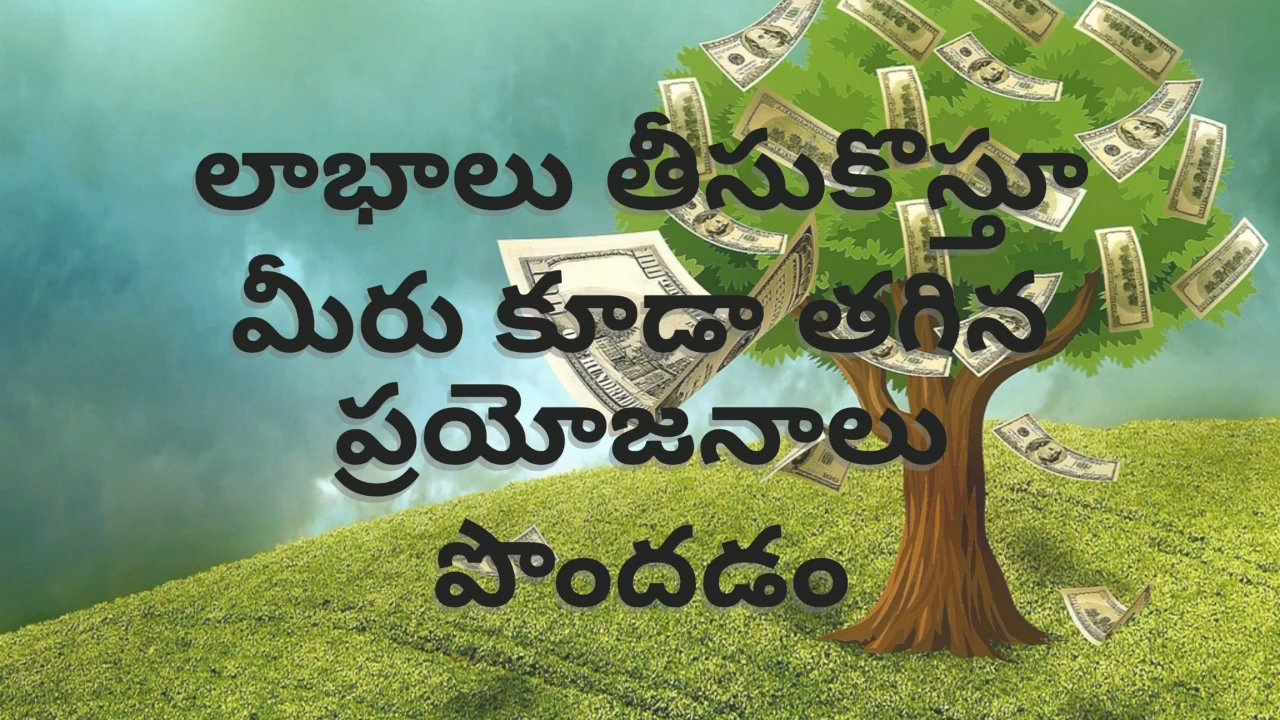 లాభాలు తీసుకొస్తూ
మీరు కూడా తగిన
ప్రయోజనాలు
పొందడం